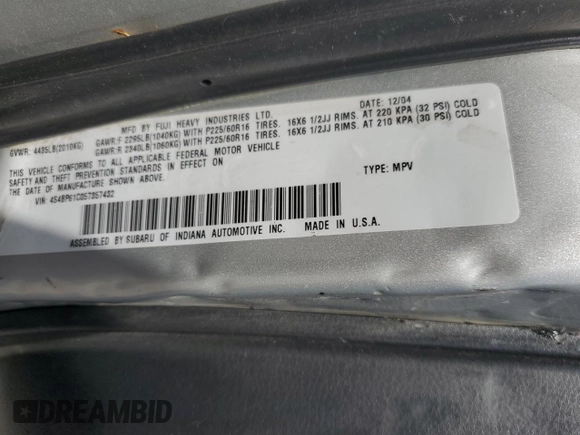 MFD BY FUJI HEAVY INDUSTRIES LTD. DATE: 12/04
GVWR: 4435LB(2010KG) GAWR:F 2295LB(1040KG) WITH P225/60R16 TIRES. 16X6 1/2JJ RIMS. AT 220 KPA (32 PSI) COLD
GAWR:R 2340LB(1060KG) WITH P225/60R16 TIRES. 16X6 1/2JJ RIMS. AT 210 KPA (30 PSI) COLD
THIS VEHICLE CONFORMS TO ALL APPLICABLE FEDERAL MOTOR VEHICLE
SAFETY AND THEFT PREVENTION STANDARDS IN EFFECT ON
THE DATE OF MANUFACTURE SHOWN ABOVE.
VIN: 4S4BP61C057357432 TYPE: MPV
ASSEMBLED BY SUBARU OF INDIANA AUTOMOTIVE INC. MADE IN U.S.A.
DREAMBID